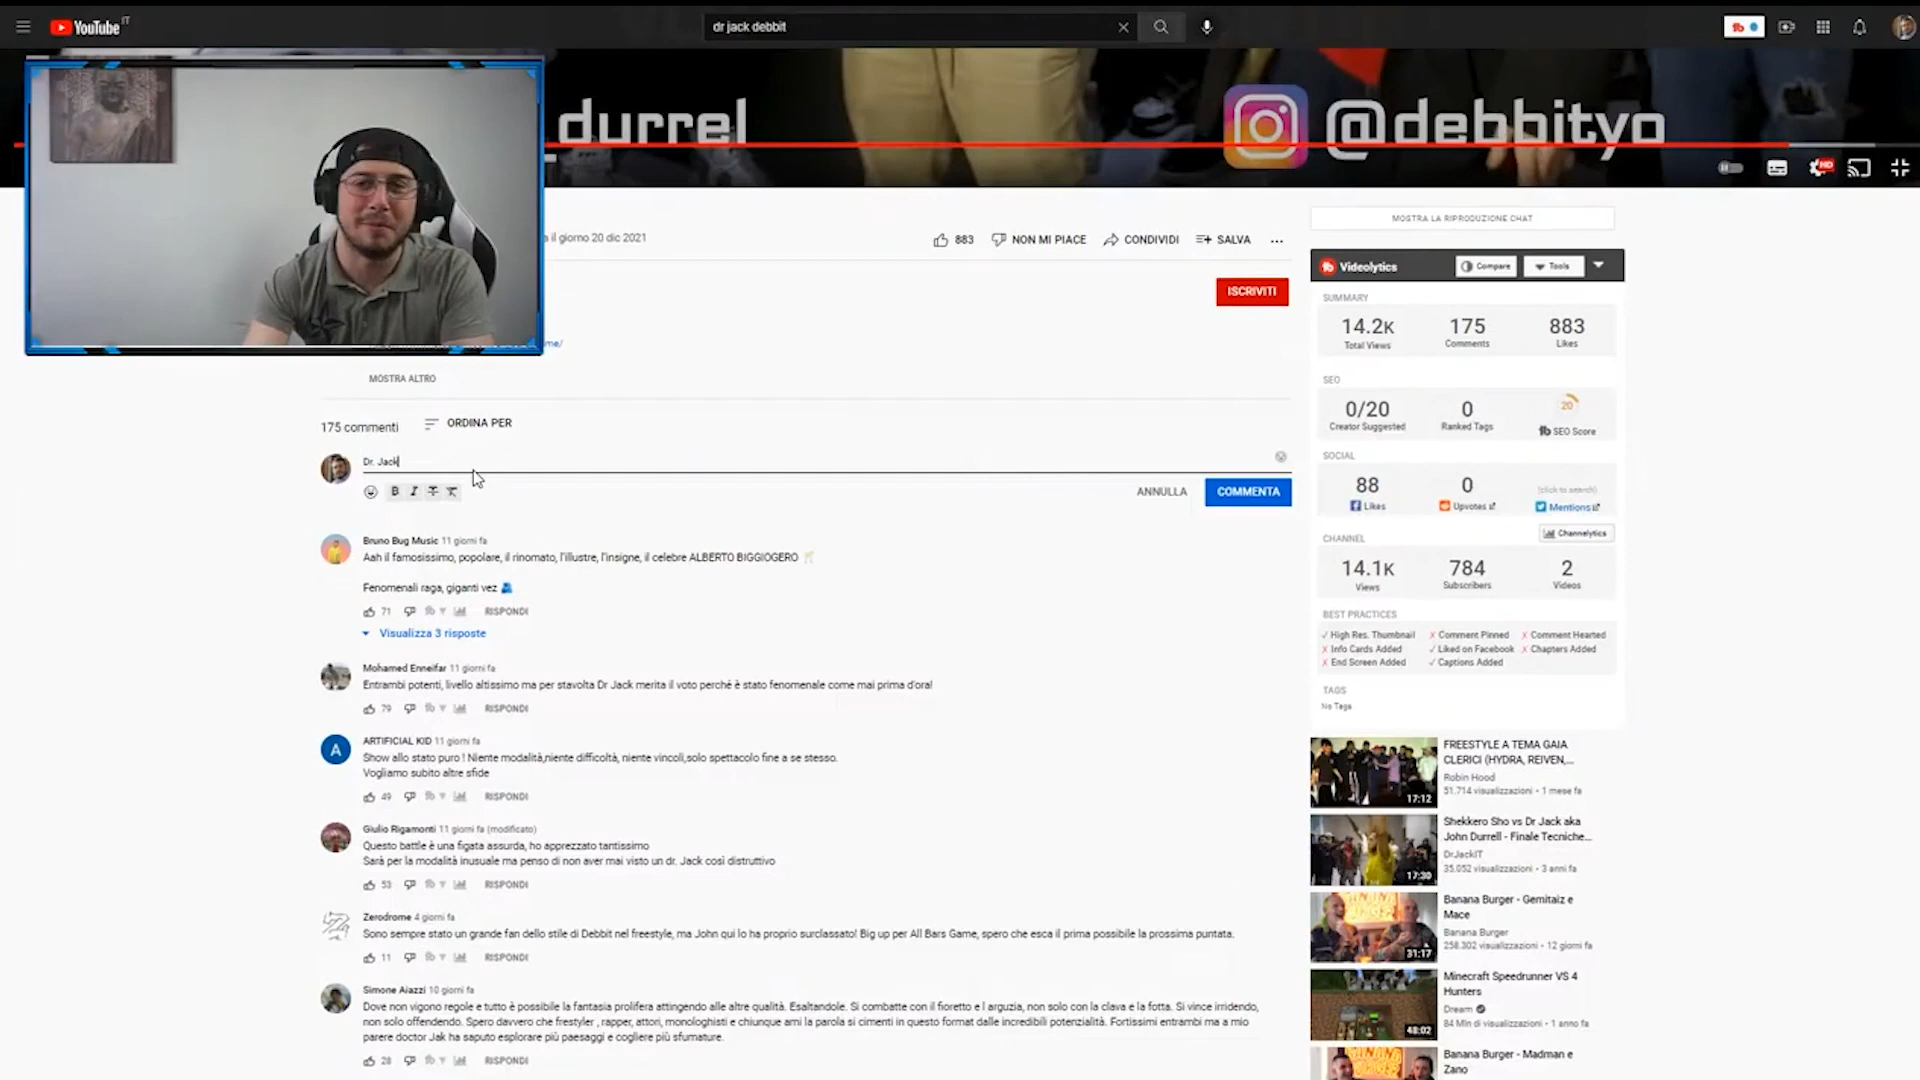 YouTube IT
dr jack debbit
_durrel
@debbityo
HD
a il giorno 20 dic 2021
883
NON MI PIACE
CONDIVIDI
SALVA
ISCRIVITI
me/
MOSTRA ALTRO
175 commenti
ORDINA PER
Dr. Jack
B I T
ANNULLA
COMMENTA
Bruno Bug Music 11 giorni fa
Aah il famosissimo, popolare, il rinomato, l'illustre, l'insigne, il celebre ALBERTO BIGGIOGERO
Fenomenali raga, giganti vez
71
RISPONDI
Visualizza 3 risposte
Mohamed Enneifar 11 giorni fa
Entrambi potenti, livello altissimo ma per stavolta Dr Jack merita il voto perché è stato fenomenale come mai prima d'ora!
79
RISPONDI
A
ARTIFICIAL KID 11 giorni fa
Show allo stato puro ! Niente modalità,niente difficoltà, niente vincoli,solo spettacolo fine a se stesso.
Vogliamo subito altre sfide
49
RISPONDI
Giulio Rigamonti 11 giorni fa (modificato)
Questo battle è una figata assurda, ho apprezzato tantissimo
Sarà per la modalità inusuale ma penso di non aver mai visto un dr. Jack così distruttivo
53
RISPONDI
Zerodrome 4 giorni fa
Sono sempre stato un grande fan dello stile di Debbit nel freestyle, ma John qui lo ha proprio surclassato! Big up per All Bars Game, spero che esca il prima possibile la prossima puntata.
11
RISPONDI
Simone Aiazzi 10 giorni fa
Dove non vigono regole e tutto è possibile la fantasia prolifera attingendo alle altre qualità. Esaltandole. Si combatte con il fioretto e l arguzia, non solo con la clava e la fotta. Si vince irridendo,
non solo offendendo. Spero davvero che frestyler , rapper, attori, monologhisti e chiunque ami la parola si cimenti in questo format dalle incredibili potenzialità. Fortissimi entrambi ma a mio
parere doctor Jak ha saputo esplorare più paesaggi e cogliere più sfumature.
28
RISPONDI
MOSTRA LA RIPRODUZIONE CHAT
Videolytics
Compare
Tools
SUMMARY
14.2K 175 883
Total Views Comments Likes
SEO
0/20 0 20
Creator Suggested Ranked Tags SEO Score
SOCIAL
88 0 (click to search)
Likes Upvotes Mentions
CHANNEL
Channelytics
14.1K 784 2
Views Subscribers Videos
BEST PRACTICES
✓ High Res. Thumbnail ✗ Comment Pinned ✗ Comment Hearted
✗ Info Cards Added ✓ Liked on Facebook ✗ Chapters Added
✗ End Screen Added ✓ Captions Added
TAGS
No Tags
FREESTYLE A TEMA GAIA
CLERICI (HYDRA, REIVEN,...
Robin Hood
51.714 visualizzazioni • 1 mese fa
17:12
Shekkero Sho vs Dr Jack aka
John Durrell - Finale Tecniche...
DrJackIT
35.052 visualizzazioni • 3 anni fa
17:30
Banana Burger - Gemitaiz e
Mace
Banana Burger
258.302 visualizzazioni • 12 giorni fa
31:17
Minecraft Speedrunner VS 4
Hunters
Dream
84 Mln di visualizzazioni • 1 anno fa
48:02
Banana Burger - Madman e
Zano